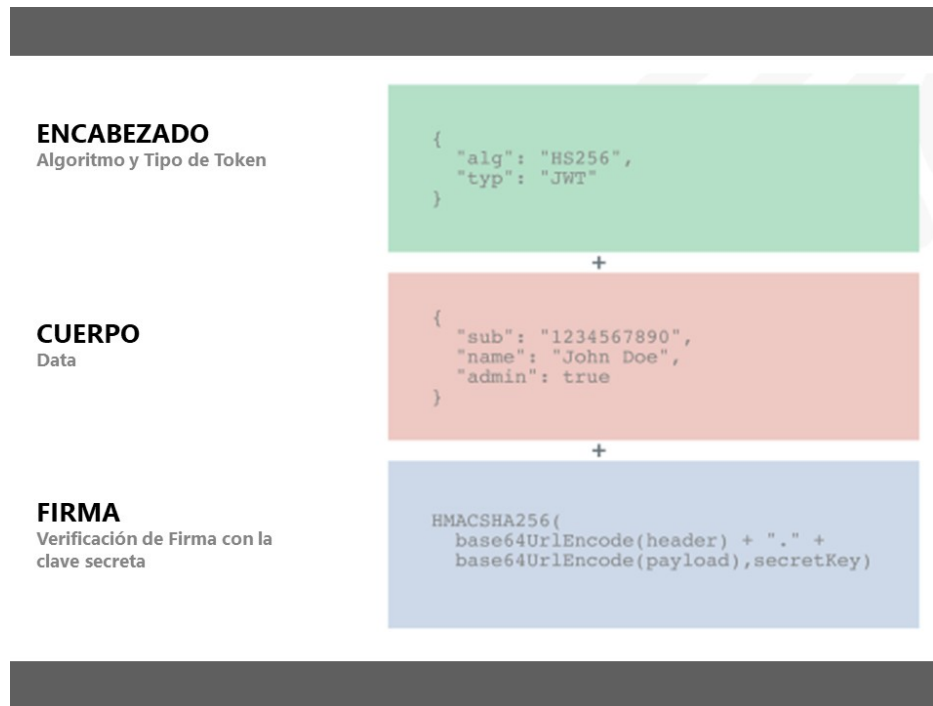 ENCABEZADO
Algoritmo y Tipo de Token
{
"alg": "HS256",
"typ": "JWT"
}
+
CUERPO
Data
{
"sub": "1234567890",
"name": "John Doe",
"admin": true
}
+
FIRMA
Verificación de Firma con la
clave secreta
HMACSHA256(
base64UrlEncode(header) + "." +
base64UrlEncode(payload),secretKey)